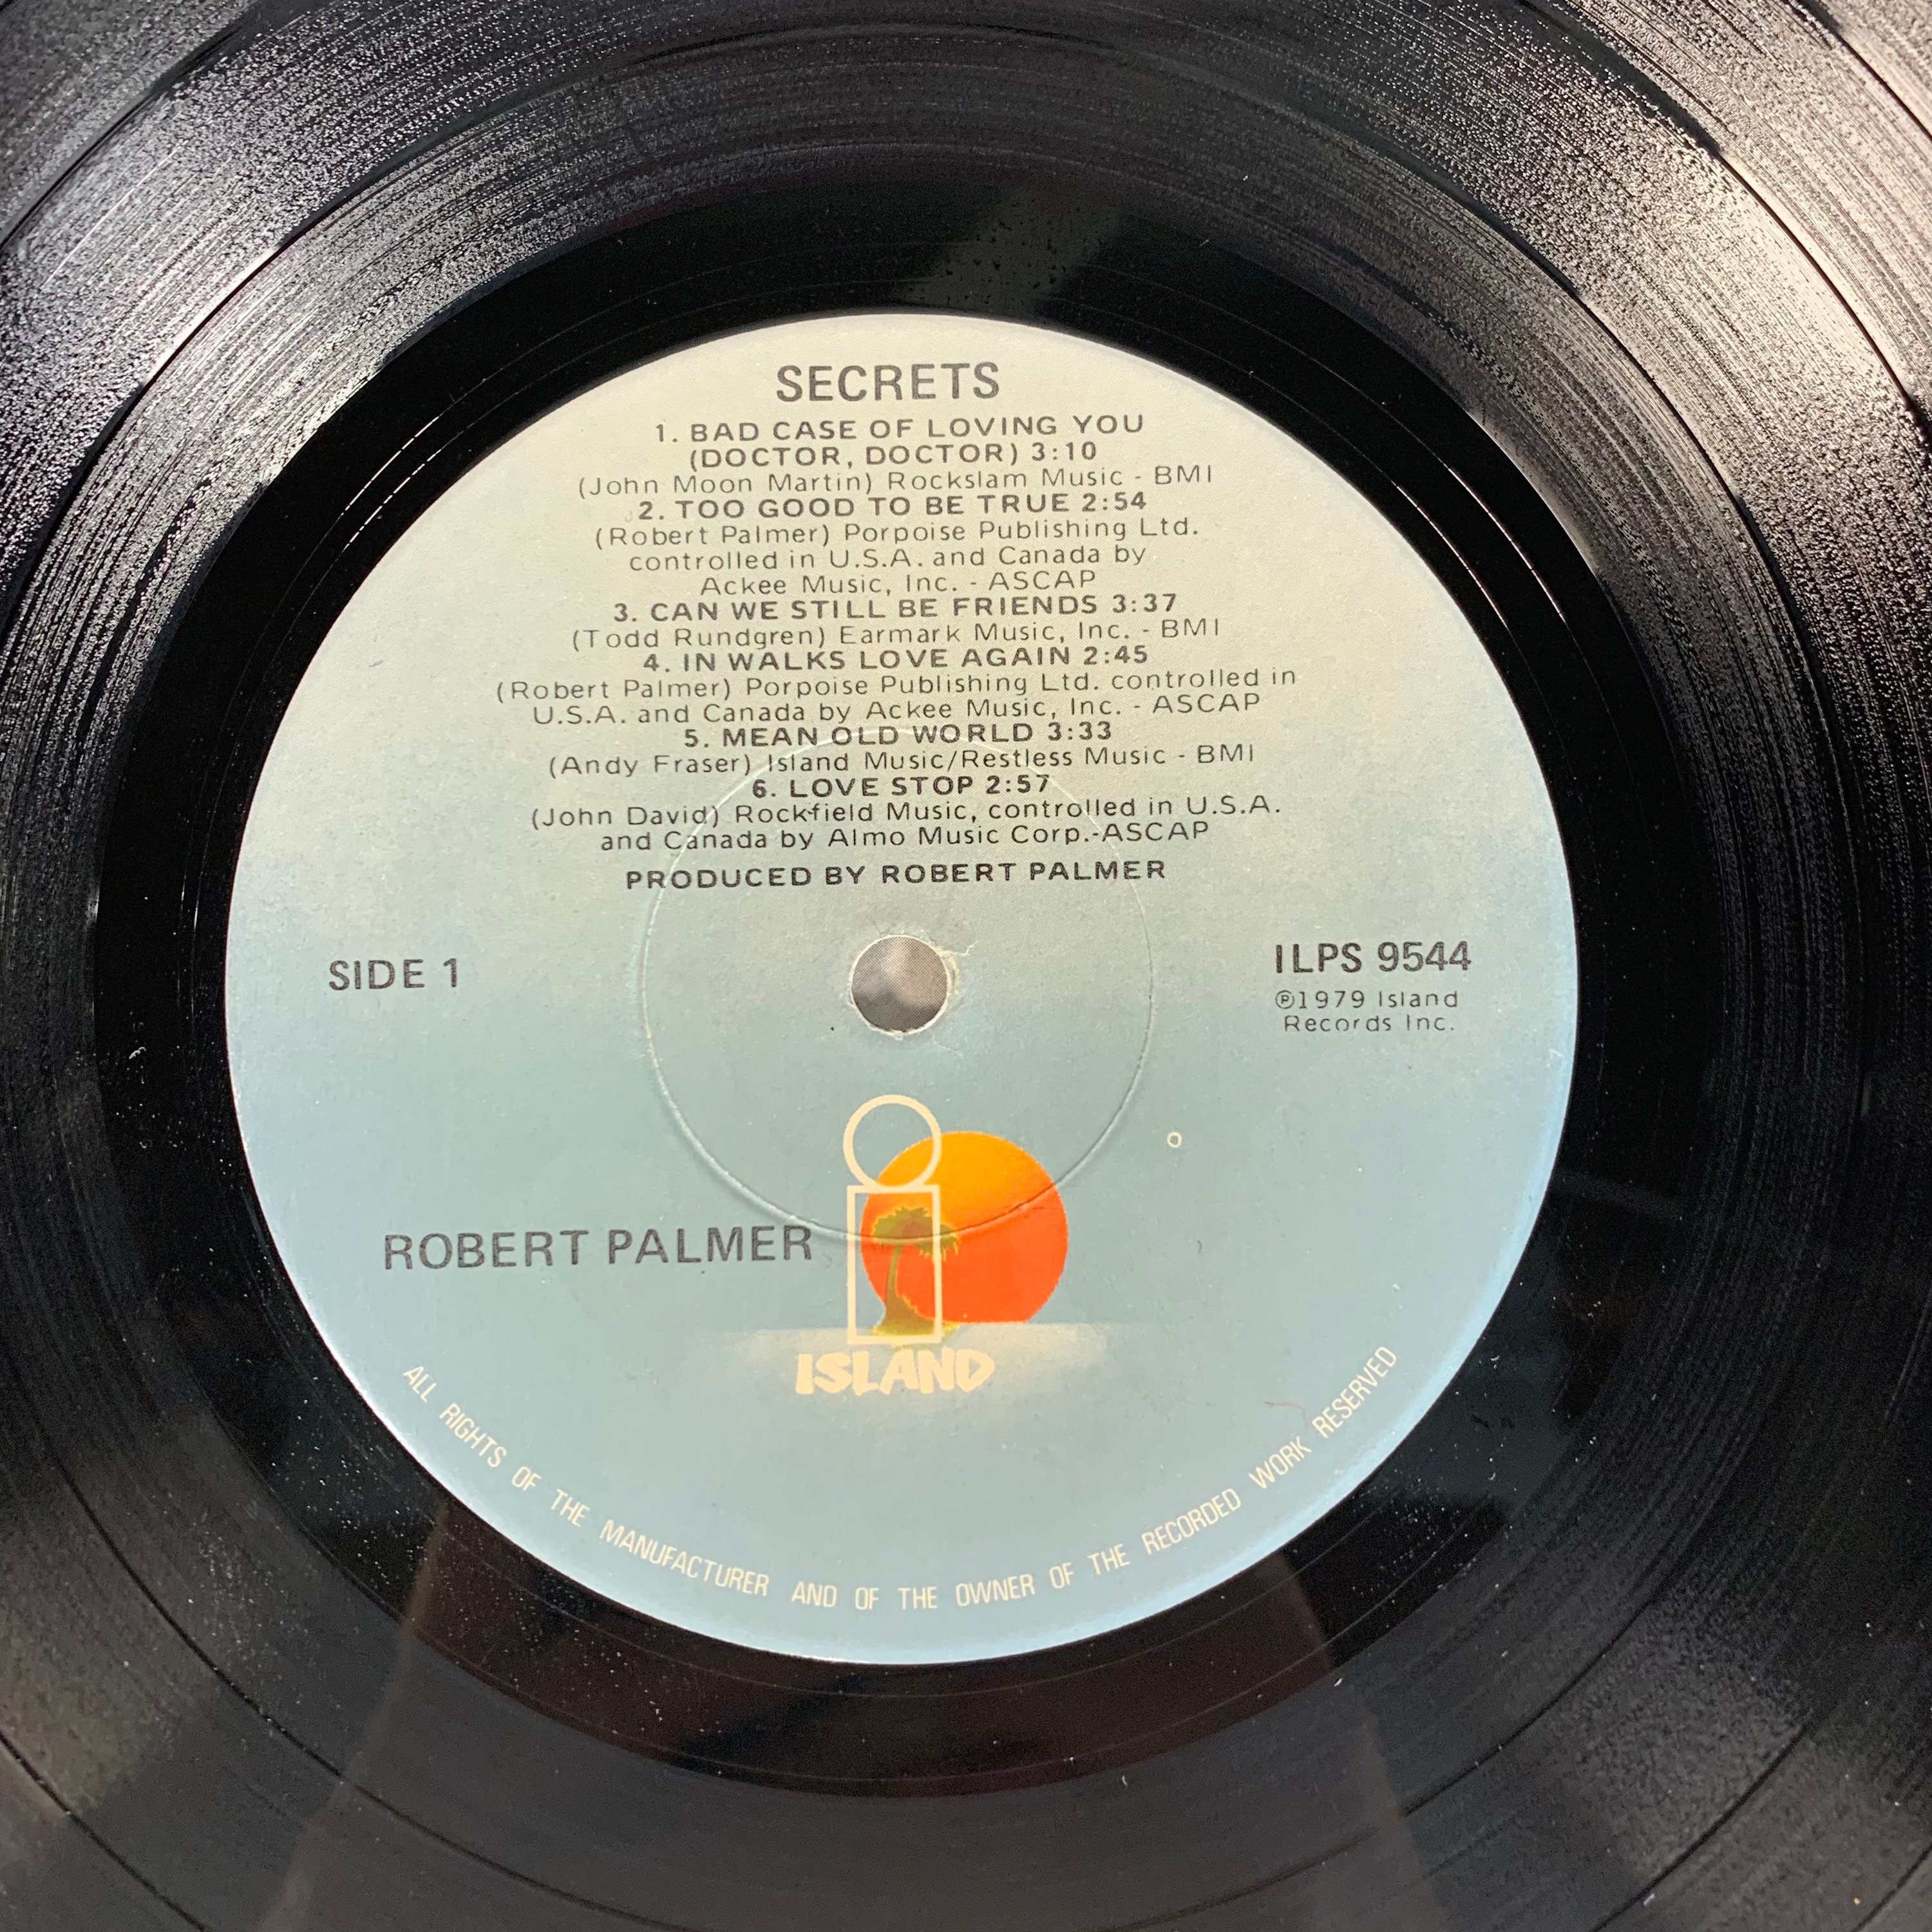 SECRETS
1. BAD CASE OF LOVING YOU
(DOCTOR, DOCTOR) 3:10
(John Moon Martin) Rockslam Music - BMI
2. TOO GOOD TO BE TRUE 2:54
(Robert Palmer) Porpoise Publishing Ltd.
controlled in U.S.A. and Canada by
Ackee Music, Inc. - ASCAP
3. CAN WE STILL BE FRIENDS 3:37
(Todd Rundgren) Earmark Music, Inc. - BMI
4. IN WALKS LOVE AGAIN 2:45
(Robert Palmer) Porpoise Publishing Ltd. controlled in
U.S.A. and Canada by Ackee Music, Inc. - ASCAP
5. MEAN OLD WORLD 3:33
(Andy Fraser) Island Music/Restless Music - BMI
6. LOVE STOP 2:57
(John David) Rockfield Music, controlled in U.S.A.
and Canada by Almo Music Corp.-ASCAP
PRODUCED BY ROBERT PALMER
SIDE 1
ILPS 9544
℗1979 Island
Records Inc.
ROBERT PALMER
ISLAND
ALL RIGHTS OF THE MANUFACTURER AND OF THE OWNER OF THE RECORDED WORK RESERVED